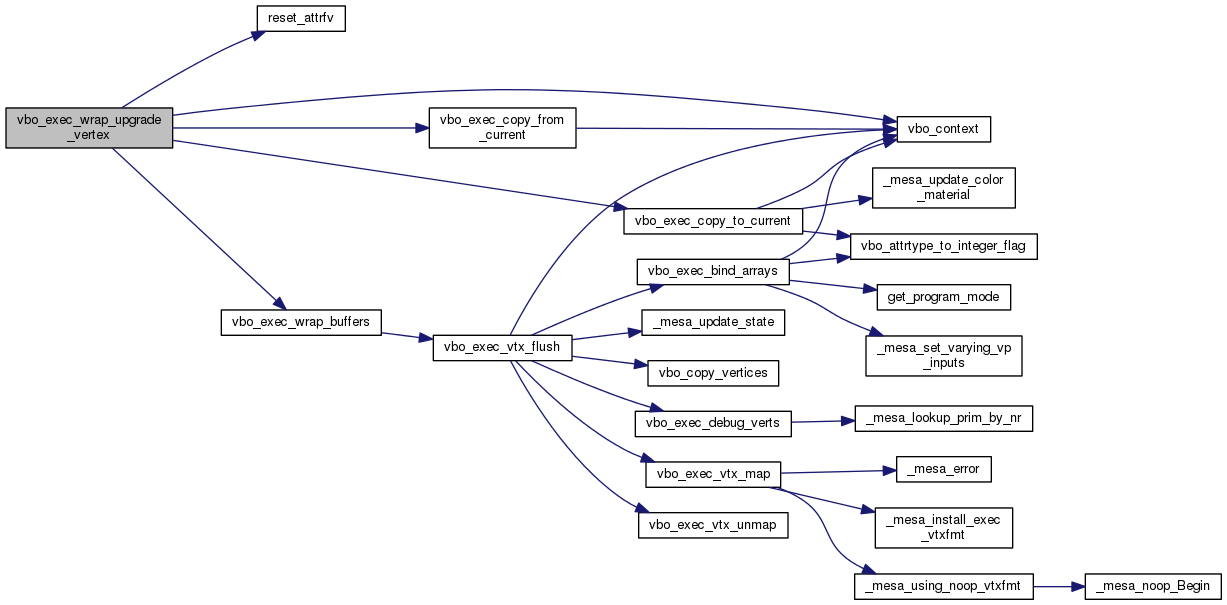 reset_attrfv
vbo_exec_wrap_upgrade
_vertex
vbo_exec_copy_from
_current
vbo_context
_mesa_update_color
_material
vbo_exec_copy_to_current
vbo_attrtype_to_integer_flag
vbo_exec_bind_arrays
get_program_mode
vbo_exec_wrap_buffers
_mesa_update_state
vbo_exec_vtx_flush
_mesa_set_varying_vp
_inputs
vbo_copy_vertices
vbo_exec_debug_verts
_mesa_lookup_prim_by_nr
vbo_exec_vtx_map
_mesa_error
vbo_exec_vtx_unmap
_mesa_install_exec
_vtxfmt
_mesa_using_noop_vtxfmt
_mesa_noop_Begin